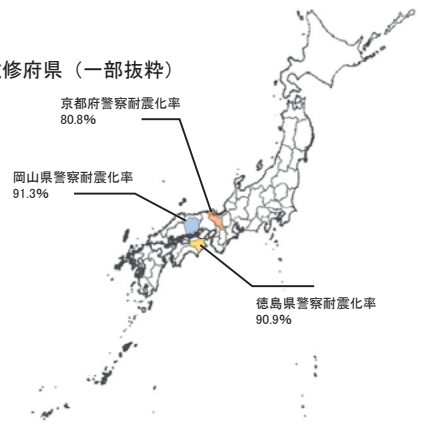 修府県（一部抜粋）
京都府警察耐震化率
80.8%
岡山県警察耐震化率
91.3%
徳島県警察耐震化率
90.9%